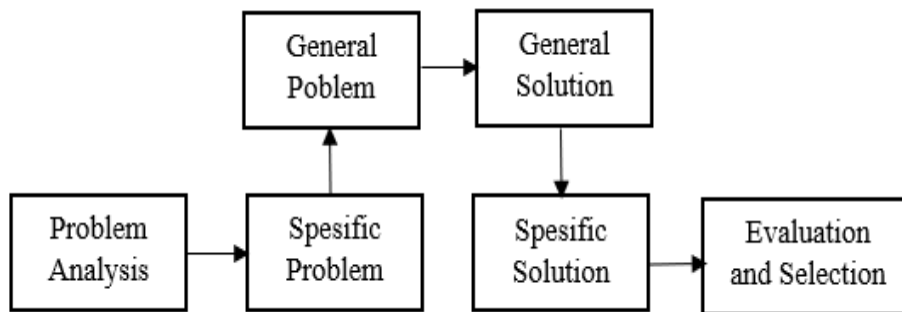 General
Poblem
General
Solution
Problem
Analysis
Spesific
Problem
Spesific
Solution
Evaluation
and Selection